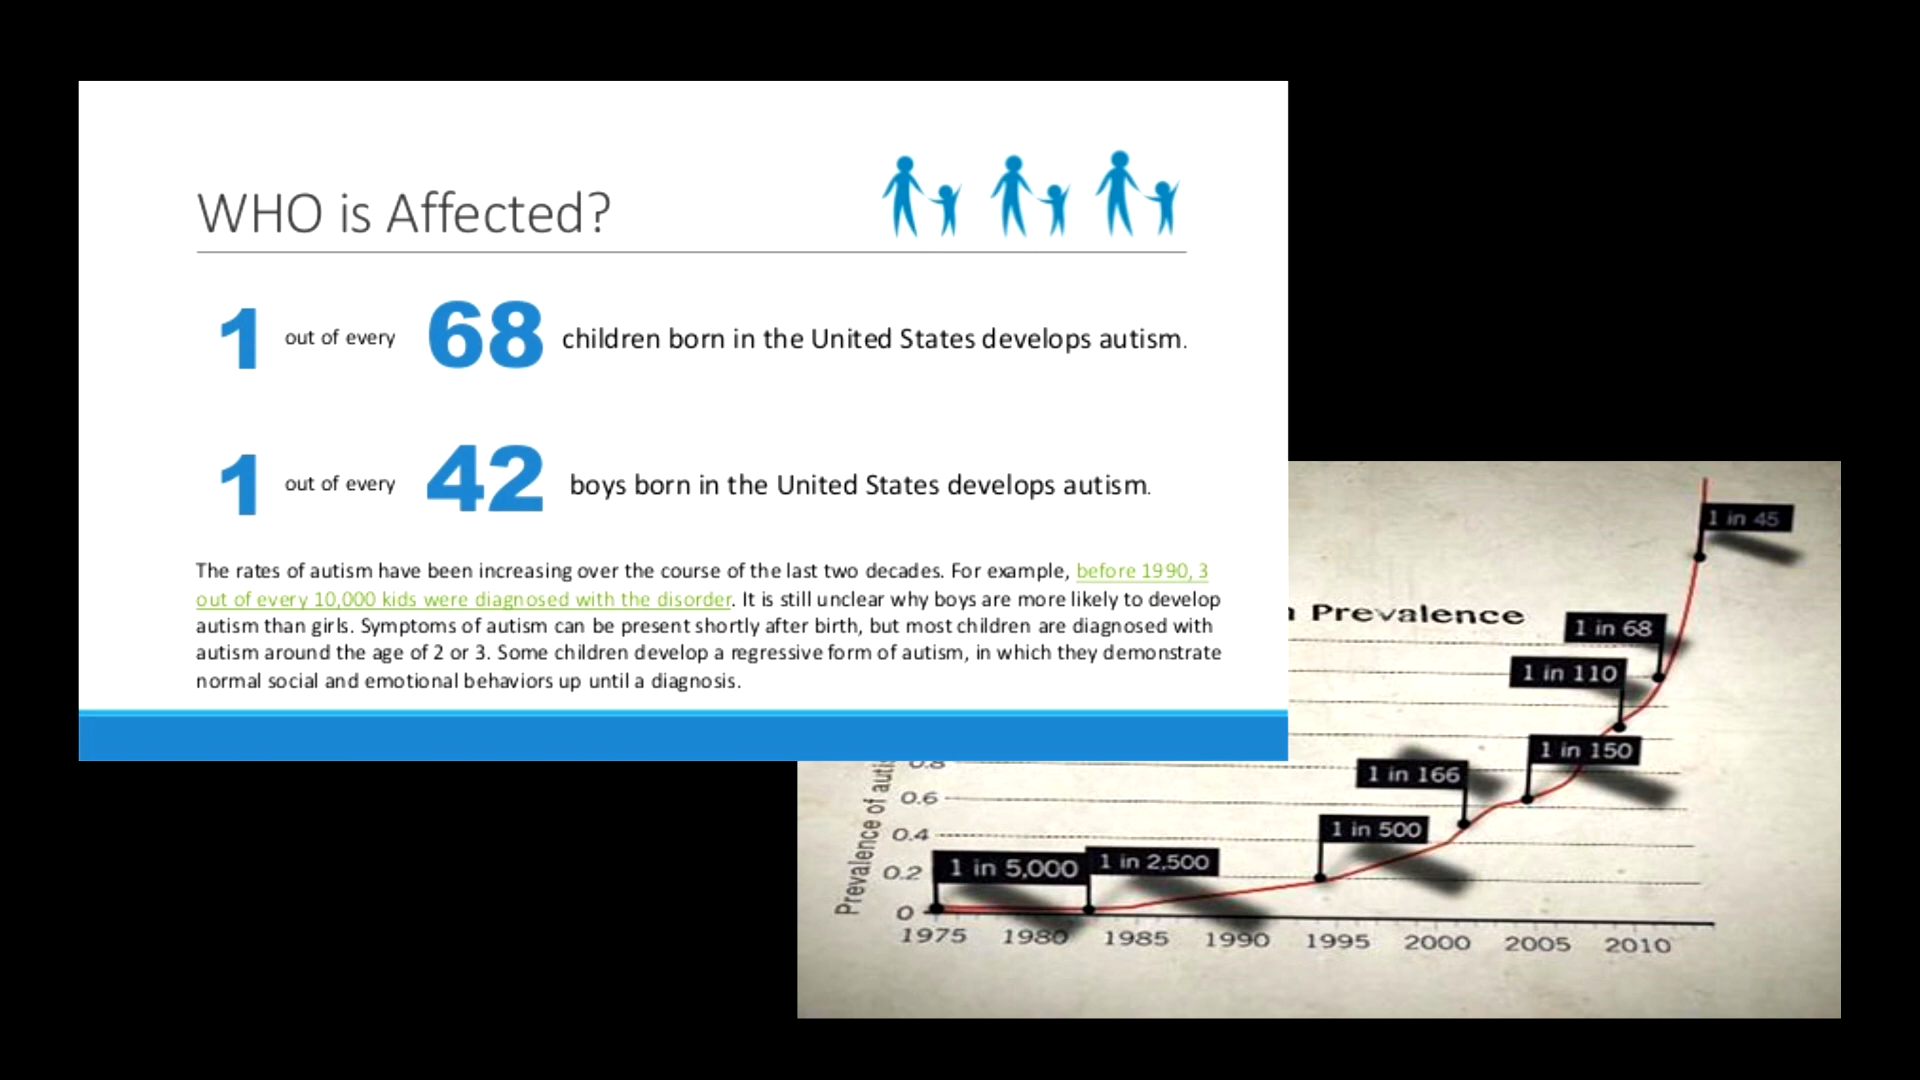 WHO is Affected?
1 out of every 68 children born in the United States develops autism.
1 out of every 42 boys born in the United States develops autism.
The rates of autism have been increasing over the course of the last two decades. For example, before 1990, 3
out of every 10,000 kids were diagnosed with the disorder. It is still unclear why boys are more likely to develop
autism than girls. Symptoms of autism can be present shortly after birth, but most children are diagnosed with
autism around the age of 2 or 3. Some children develop a regressive form of autism, in which they demonstrate
normal social and emotional behaviors up until a diagnosis.
1 in 45
Prevalence
1 in 68
1 in 110
1 in 150
1 in 166
1 in 500
1 in 2,500
1 in 5,000
Prevalence of
0.8
0.6
0.4
0.2
0
1975 1980 1985 1990 1995 2000 2005 2010